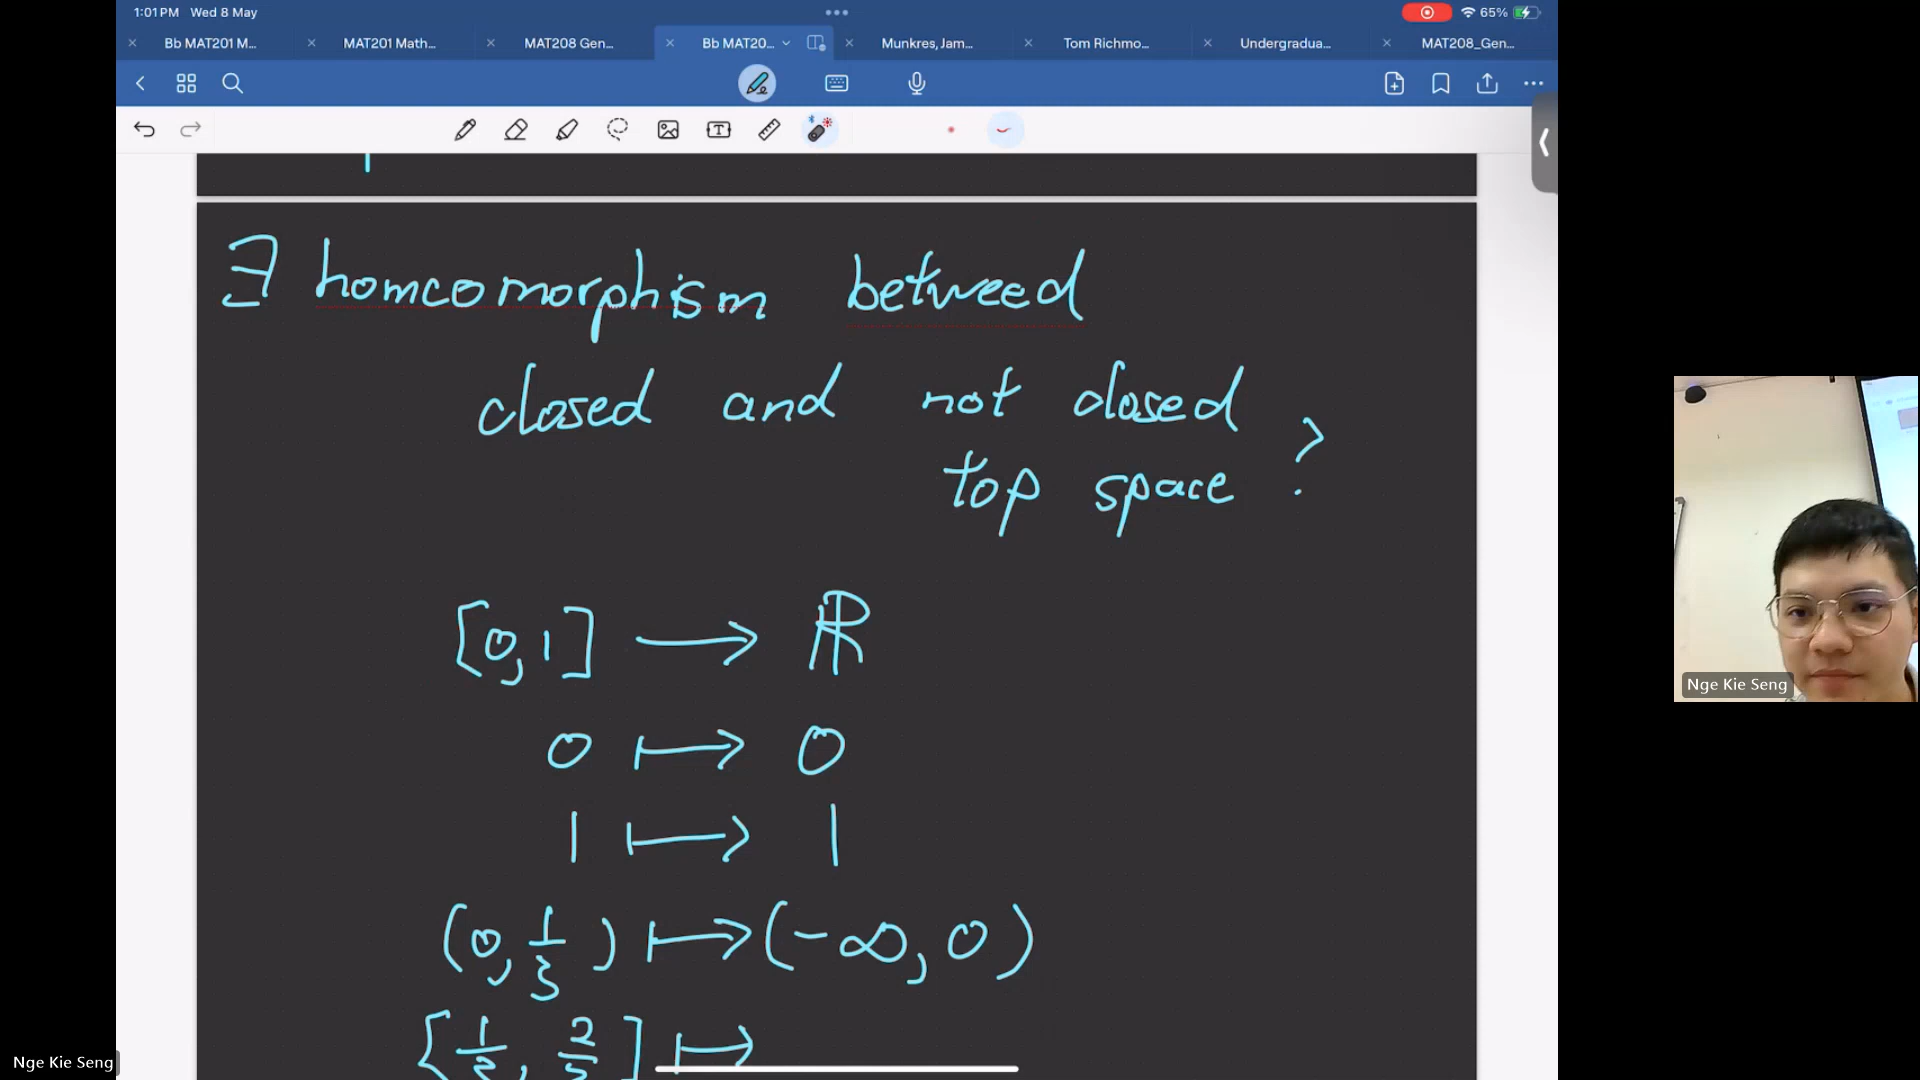 1:01 PM Wed 8 May
65%
Bb MAT201 M...
MAT201 Math...
MAT208 Gen...
Bb MAT20...
Munkres, Jam...
Tom Richmo...
Undergradua...
MAT208_Gen...
∃ homeomorphism betweed
closed and not closed
top space ?
[0,1] ⟶ ℝ
0 ⟼ 0
1 ⟼ 1
(0, 1/3) ⟼ (-∞, 0)
Nge Kie Seng
Nge Kie Seng